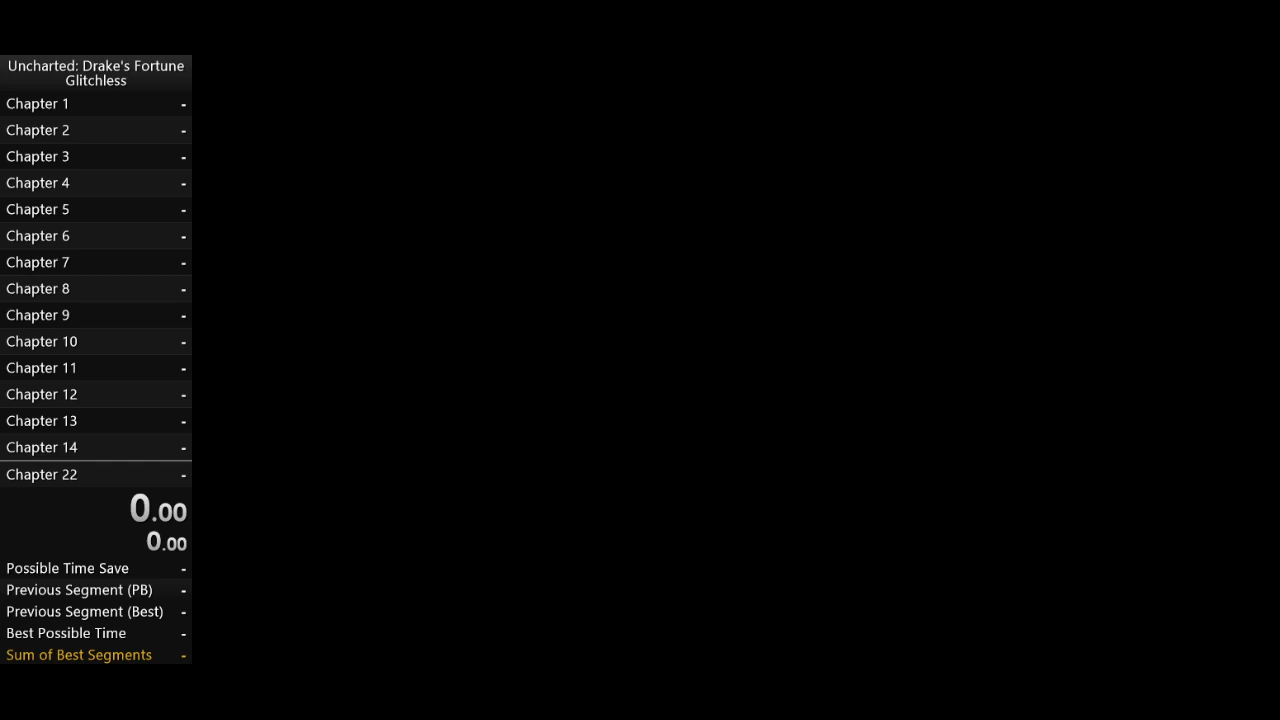 Uncharted: Drake's Fortune
Glitchless
Chapter 1 -
Chapter 2 -
Chapter 3 -
Chapter 4 -
Chapter 5 -
Chapter 6 -
Chapter 7 -
Chapter 8 -
Chapter 9 -
Chapter 10 -
Chapter 11 -
Chapter 12 -
Chapter 13 -
Chapter 14 -
Chapter 22 -
0.00
0.00
Possible Time Save -
Previous Segment (PB) -
Previous Segment (Best) -
Best Possible Time -
Sum of Best Segments -